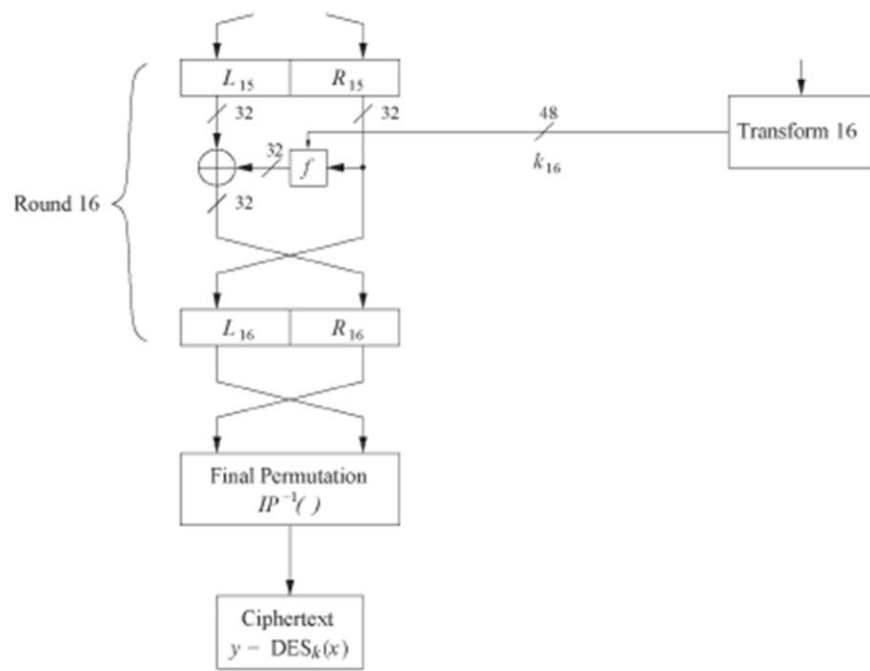 L15 R15
32 32
48
Transform 16
32
f
k16
32
Round 16
L16 R16
Final Permutation
IP⁻¹( )
Ciphertext
y − DESk(x)